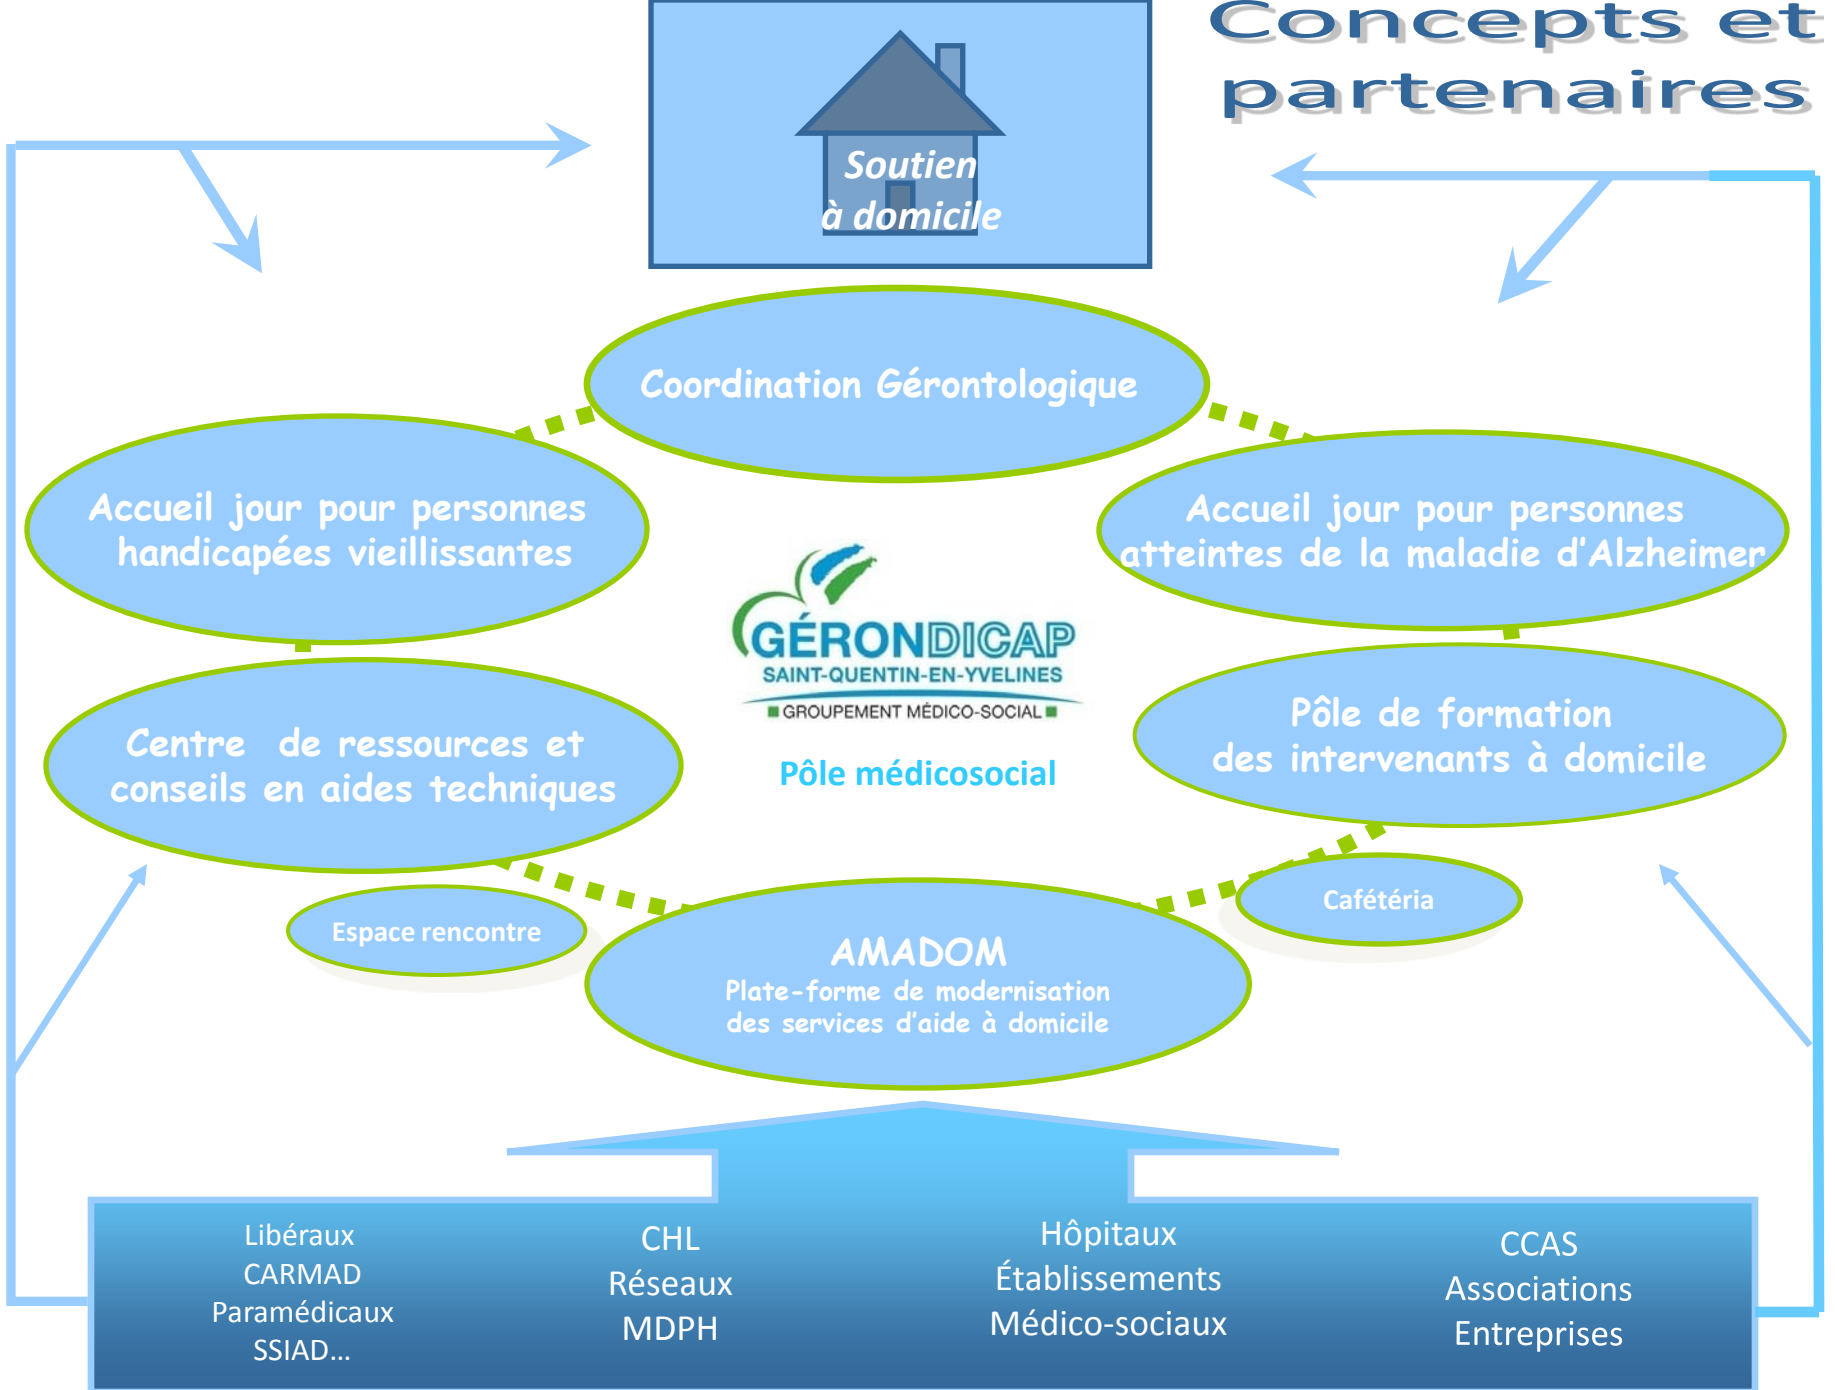 Concepts et
partenaires
Soutien
à domicile
Coordination Gérontologique
Accueil jour pour personnes
handicapées vieillissantes
Accueil jour pour personnes
atteintes de la maladie d'Alzheimer
GÉRONDICAP
SAINT-QUENTIN-EN-YVELINES
GROUPEMENT MÉDICO-SOCIAL
Pôle médicosocial
Centre de ressources et
conseils en aides techniques
Pôle de formation
des intervenants à domicile
Espace rencontre
Cafétéria
AMADOM
Plate-forme de modernisation
des services d'aide à domicile
Libéraux
CARMAD
Paramédicaux
SSIAD...
CHL
Réseaux
MDPH
Hôpitaux
Établissements
Médico-sociaux
CCAS
Associations
Entreprises